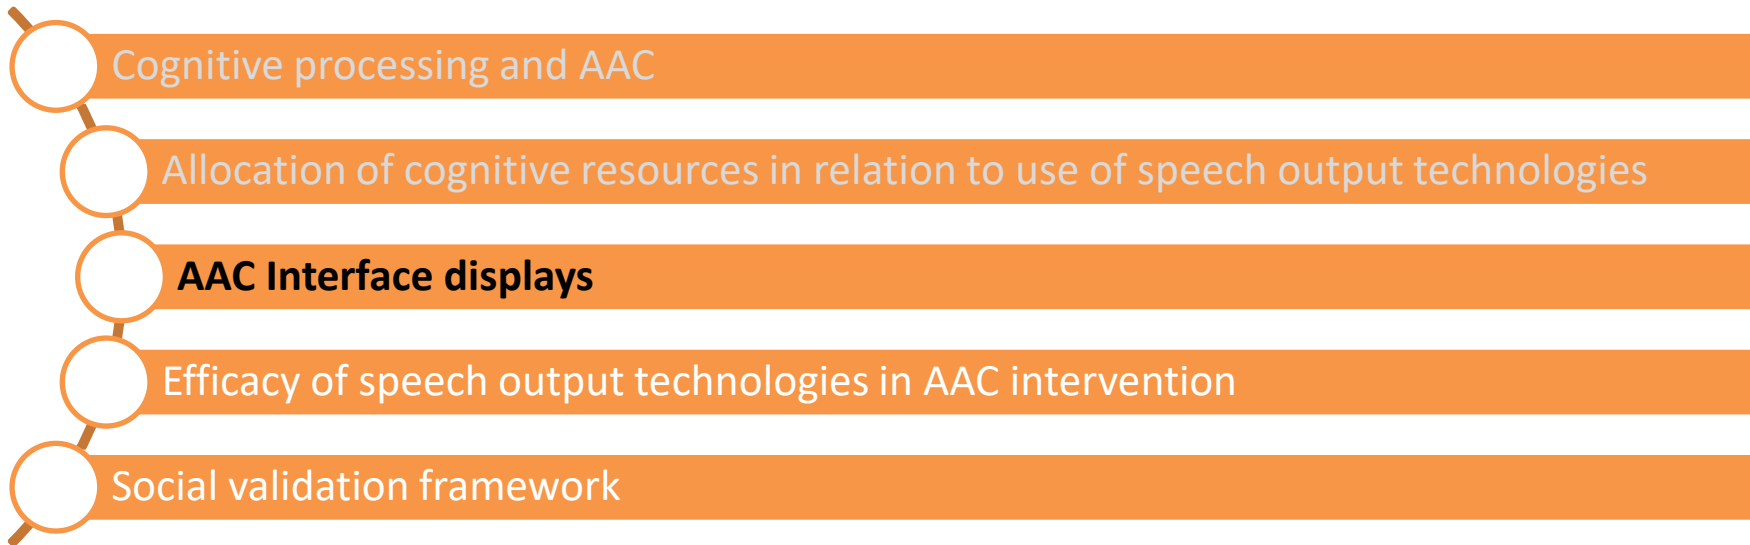 Cognitive processing and AAC
Allocation of cognitive resources in relation to use of speech output technologies
AAC Interface displays
Efficacy of speech output technologies in AAC intervention
Social validation framework